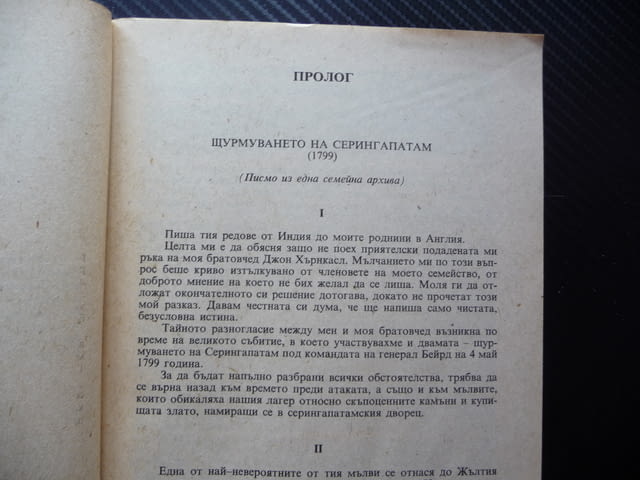 ПРОЛОГ
ЩУРМУВАНЕТО НА СЕРИНГАПАТАМ
(1799)
(Писмо из една семейна архива)
I
Пиша тия редове от Индия до моите роднини в Англия.
Целта ми е да обясня защо не поех приятелски подадената ми
ръка на моя братовчед Джон Хърнкасл. Мълчанието ми по този въп-
рос беше криво изтълкувано от членовете на моето семейство, от
доброто мнение на което не бих желал да се лиша. Моля ги да от-
ложат окончателното си решение дотогава, докато не прочетат този
мой разказ. Давам честната си дума, че ще напиша само чистата,
безусловна истина.
Тайното разногласие между мен и моя братовчед възникна по
време на великото събитие, в което участвувахме и двамата – щур-
муването на Серингапатам под командата на генерал Бейрд на 4 май
1799 година.
За да бъдат напълно разбрани всички обстоятелства, трябва да
се върна назад към времето преди атаката, а също и към мълвите,
които обикаляха нашия лагер относно скъпоценните камъни и купи-
щата злато, намиращи се в серингапатамския дворец.
II
Една от най–невероятните от тия мълви се отнася до Жълтия